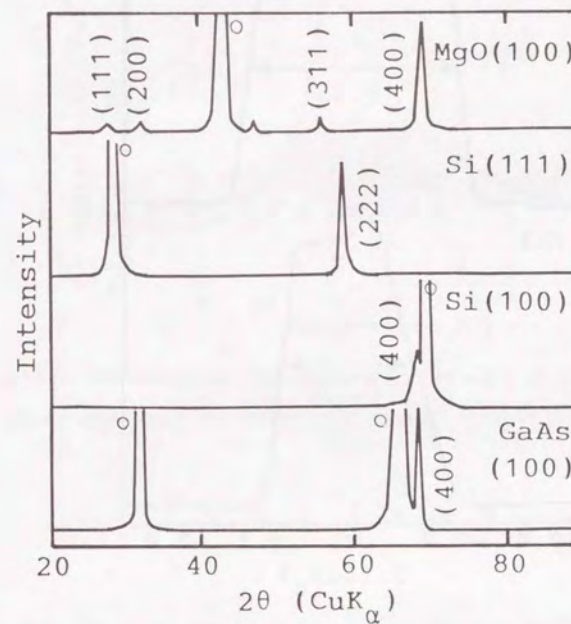 MgO(100)
(111)
(200)
(311)
(400)
Si(111)
(222)
Si(100)
(400)
GaAs
(100)
(400)
Intensity
20 40 60 80
2θ (CuKα)